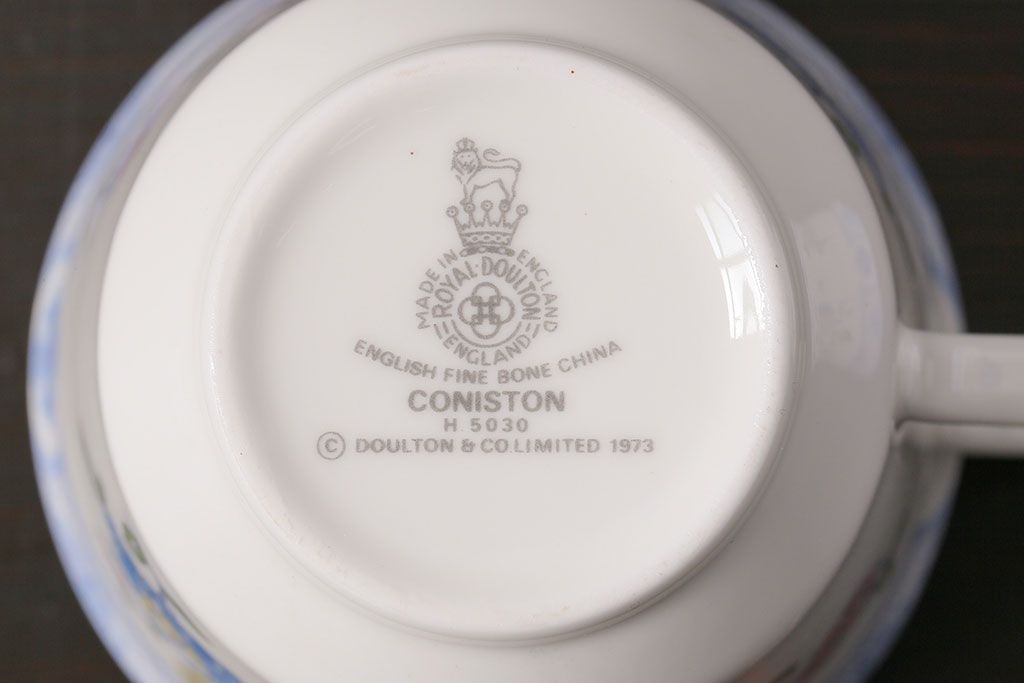 MADE IN ENGLAND
ROYAL DOULTON
ENGLAND
ENGLISH FINE BONE CHINA
CONISTON
H. 5030
© DOULTON & CO.LIMITED 1973